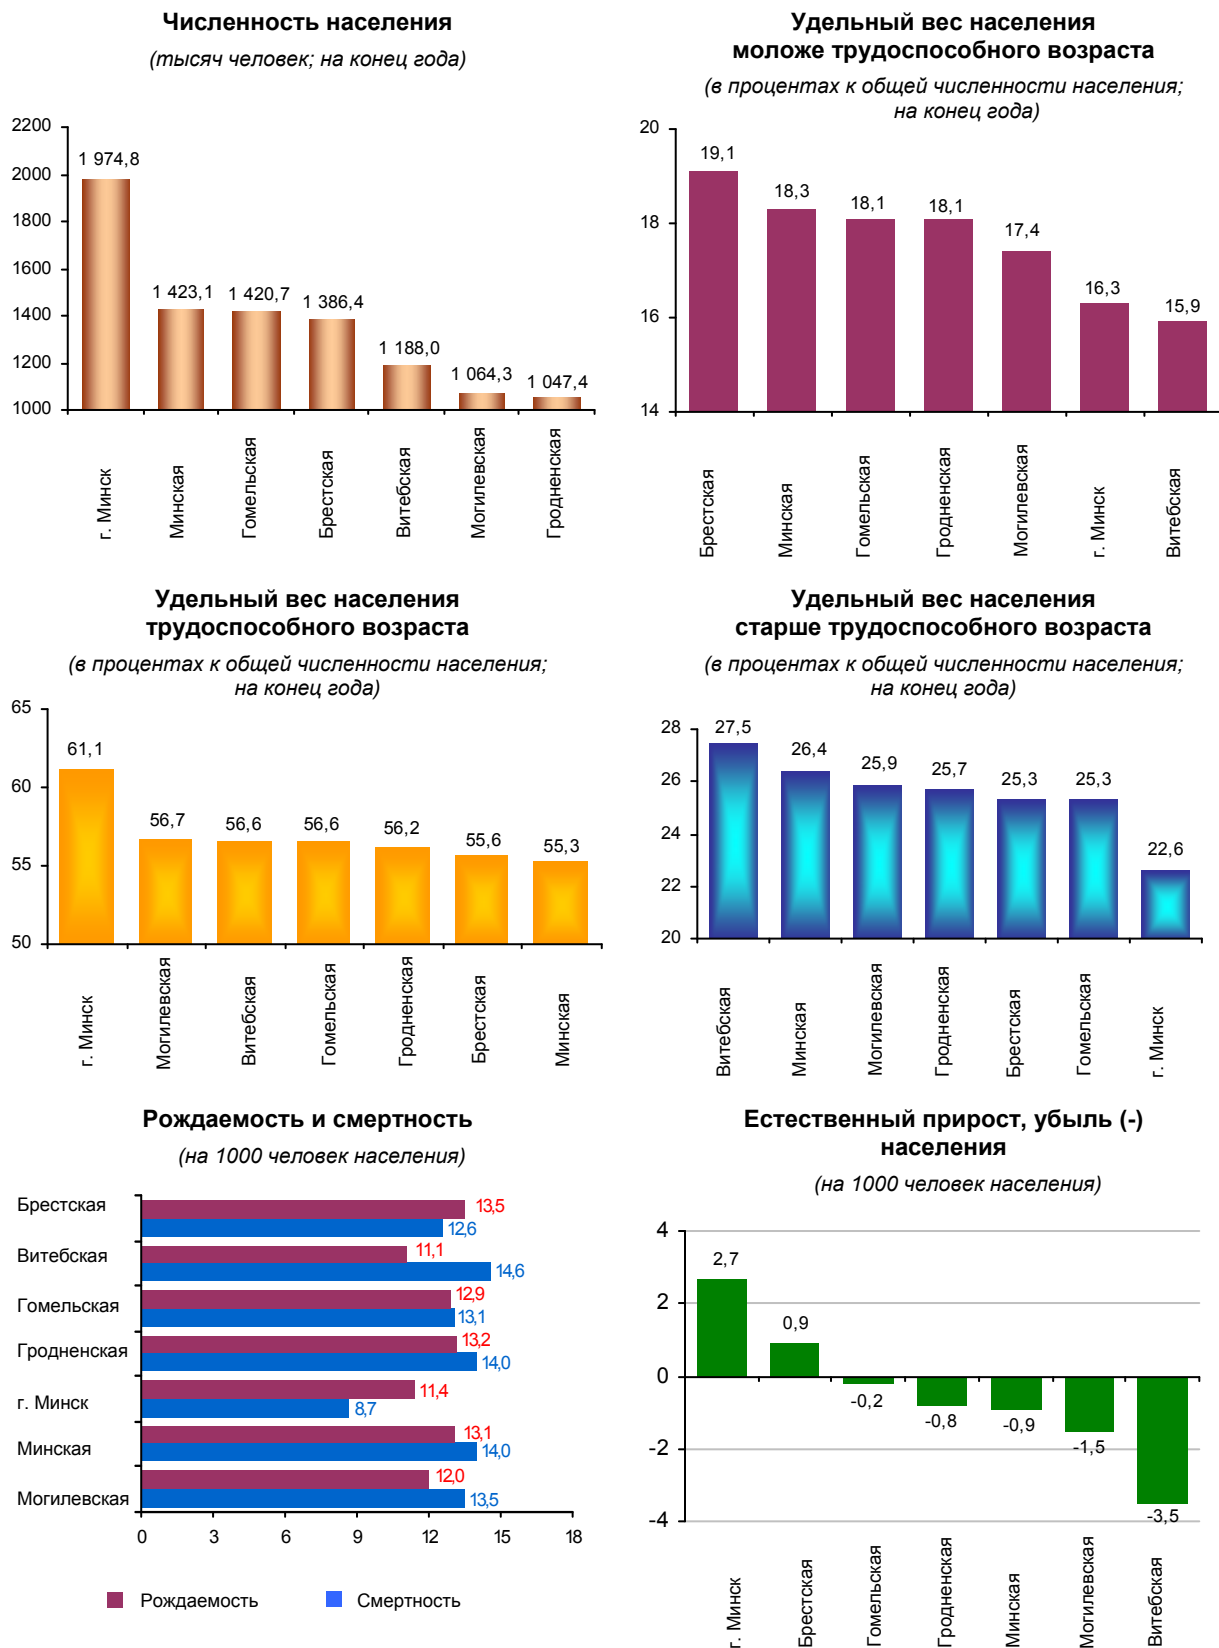 Численность населения
(тысяч человек; на конец года)
2200
2000
1800
1600
1400
1200
1000
1 974,8
1 423,1
1 420,7
1 386,4
1 188,0
1 064,3
1 047,4
г. Минск
Минская
Гомельская
Брестская
Витебская
Могилевская
Гродненская
Удельный вес населения
моложе трудоспособного возраста
(в процентах к общей численности населения;
на конец года)
20
18
16
14
19,1
18,3
18,1
18,1
17,4
16,3
15,9
Брестская
Минская
Гомельская
Гродненская
Могилевская
г. Минск
Витебская
Удельный вес населения
трудоспособного возраста
(в процентах к общей численности населения;
на конец года)
65
60
55
50
61,1
56,7
56,6
56,6
56,2
55,6
55,3
г. Минск
Могилевская
Витебская
Гомельская
Гродненская
Брестская
Минская
Удельный вес населения
старше трудоспособного возраста
(в процентах к общей численности населения;
на конец года)
28
26
24
22
20
27,5
26,4
25,9
25,7
25,3
25,3
22,6
Витебская
Минская
Могилевская
Гродненская
Брестская
Гомельская
г. Минск
Рождаемость и смертность
(на 1000 человек населения)
Брестская
13,5
12,6
Витебская
11,1
14,6
Гомельская
12,9
13,1
Гродненская
13,2
14,0
г. Минск
11,4
8,7
Минская
13,1
14,0
Могилевская
12,0
13,5
0 3 6 9 12 15 18
Рождаемость Смертность
Естественный прирост, убыль (-)
населения
(на 1000 человек населения)
4
2
0
-2
-4
2,7
0,9
-0,2
-0,8
-0,9
-1,5
-3,5
г. Минск
Брестская
Гомельская
Гродненская
Минская
Могилевская
Витебская